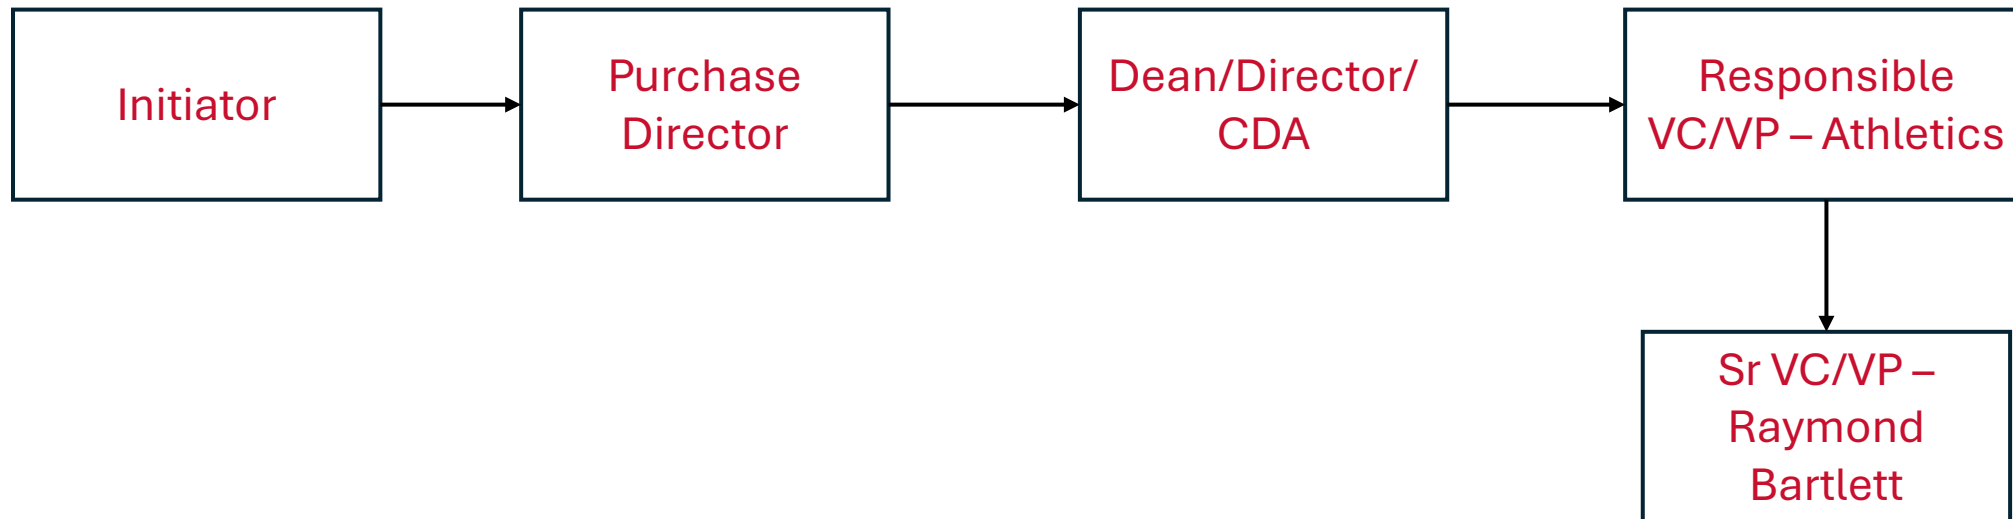 Initiator
Purchase
Director
Dean/Director/
CDA
Responsible
VC/VP – Athletics
Sr VC/VP –
Raymond
Bartlett